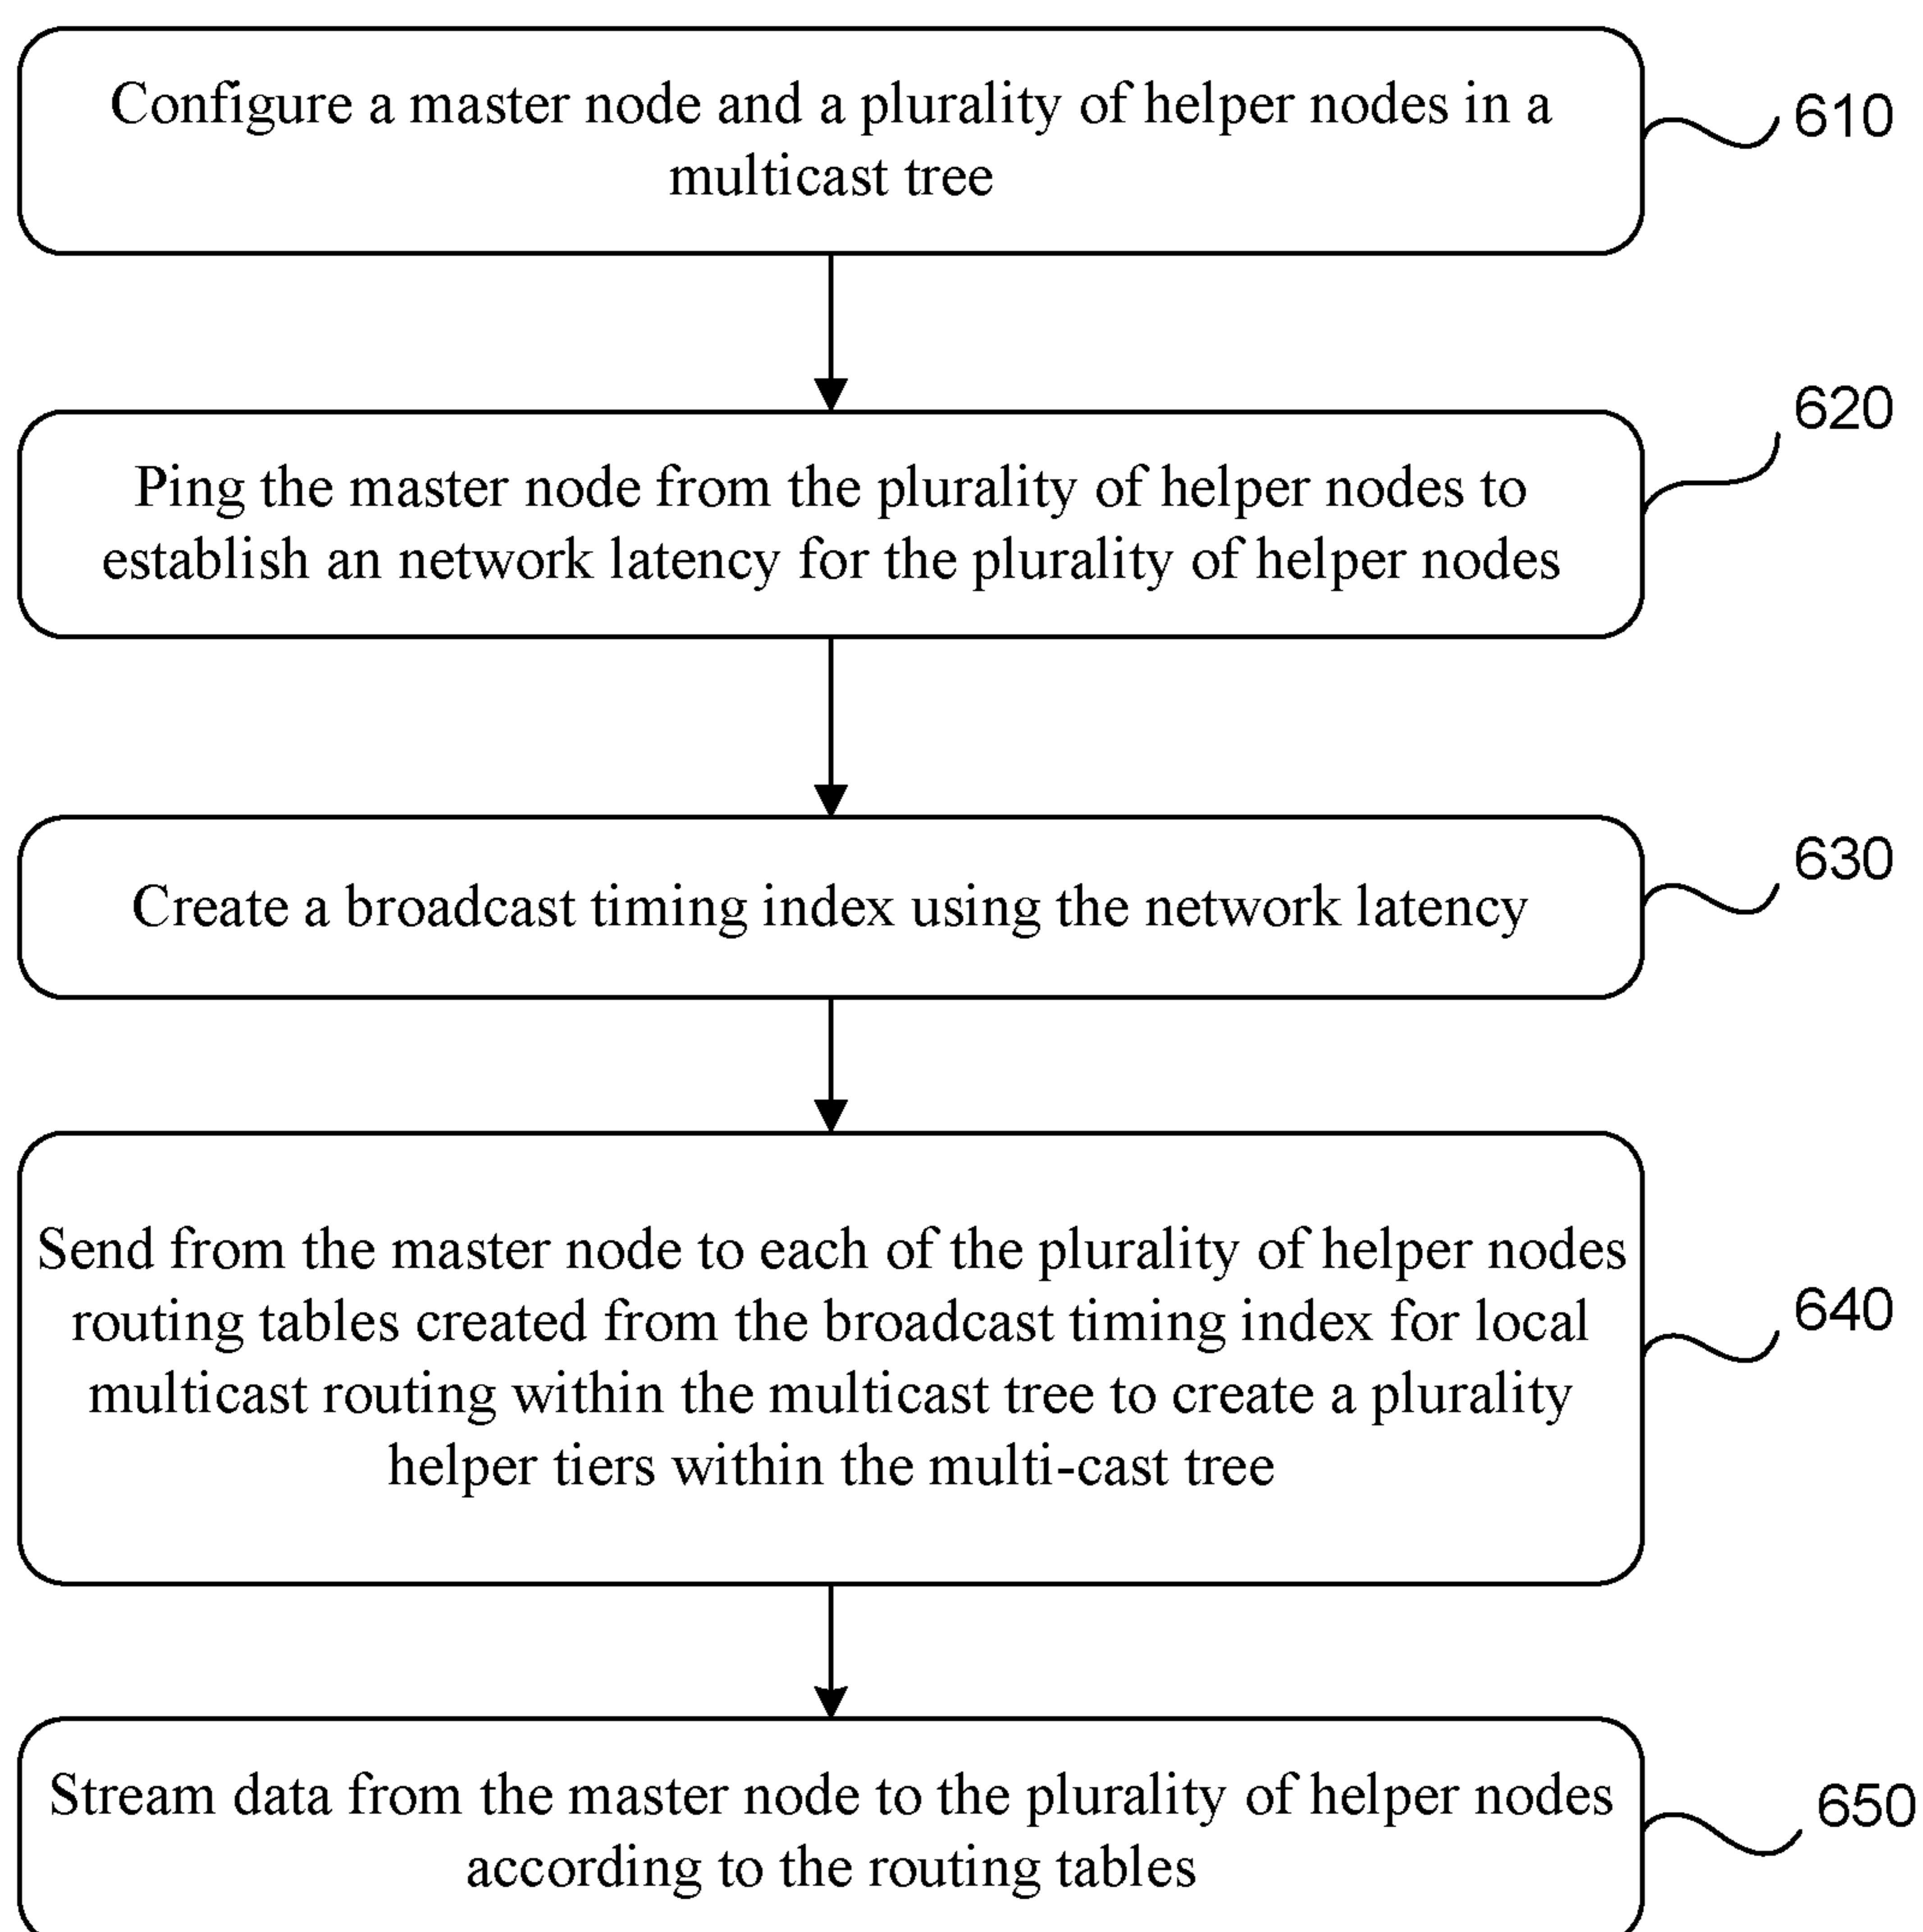 Configure a master node and a plurality of helper nodes in a
multicast tree
610
Ping the master node from the plurality of helper nodes to
establish an network latency for the plurality of helper nodes
620
Create a broadcast timing index using the network latency
630
Send from the master node to each of the plurality of helper nodes
routing tables created from the broadcast timing index for local
multicast routing within the multicast tree to create a plurality
helper tiers within the multi-cast tree
640
Stream data from the master node to the plurality of helper nodes
according to the routing tables
650